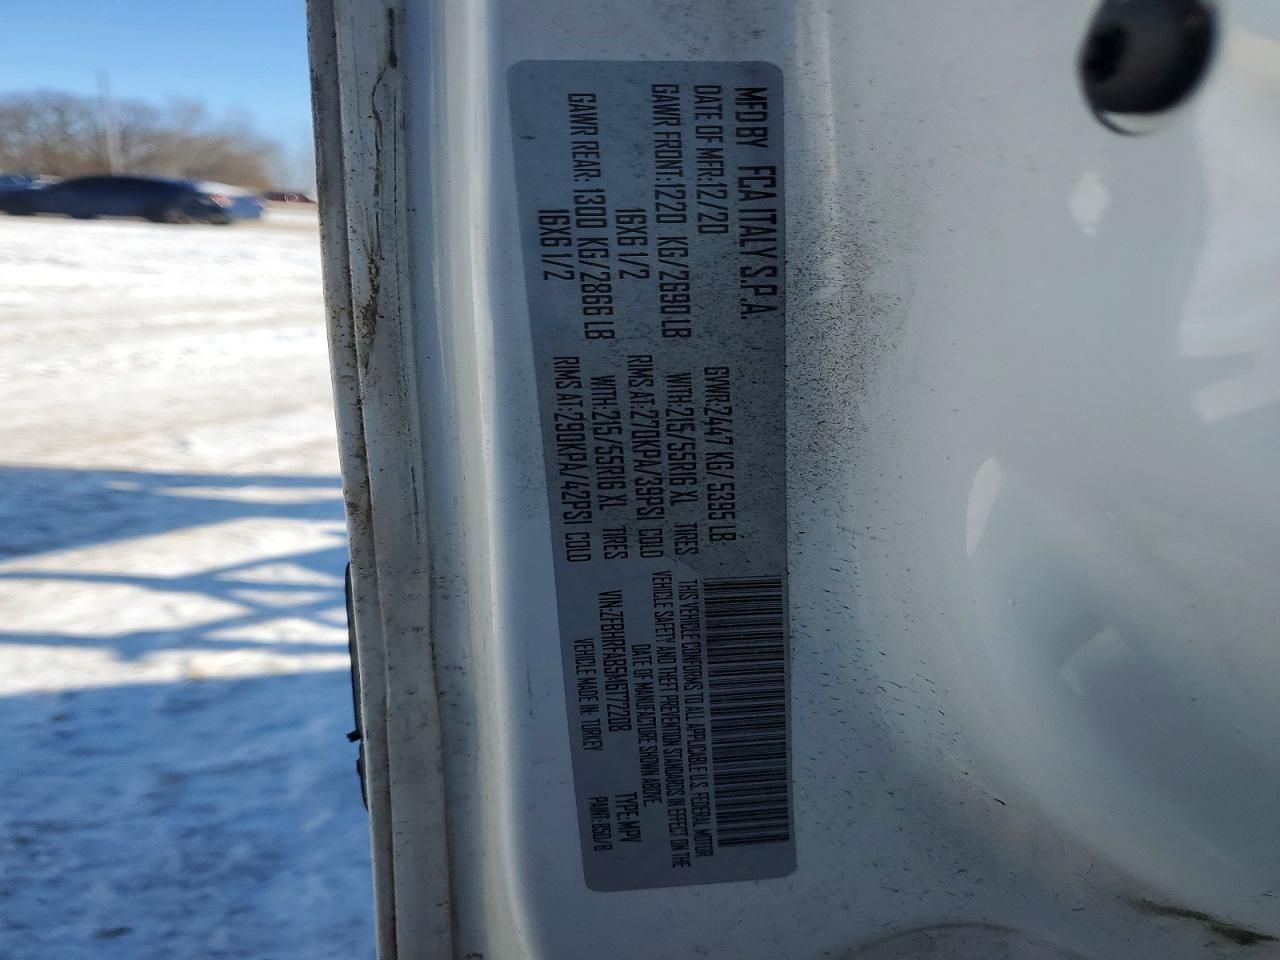 MFD BY FCA ITALY S.P.A.
DATE OF MFR: 12/20 GVWR: 2447 KG/5395 LB
GAWR FRONT: 1220 KG/2690 LB WITH: 215/55R16 XL TIRES
16X6 1/2 RIMS AT: 270KPA/39PSI COLD
GAWR REAR: 1300 KG/2866 LB WITH: 215/55R16 XL TIRES
16X6 1/2 RIMS AT: 290KPA/42PSI COLD
THIS VEHICLE CONFORMS TO ALL APPLICABLE U.S. FEDERAL MOTOR
VEHICLE SAFETY AND THEFT PREVENTION STANDARDS IN EFFECT ON THE
DATE OF MANUFACTURE SHOWN ABOVE.
VIN: ZFBHRFAB5M6T72208 TYPE: MPV
VEHICLE MADE IN: TURKEY PAINT: 850/B